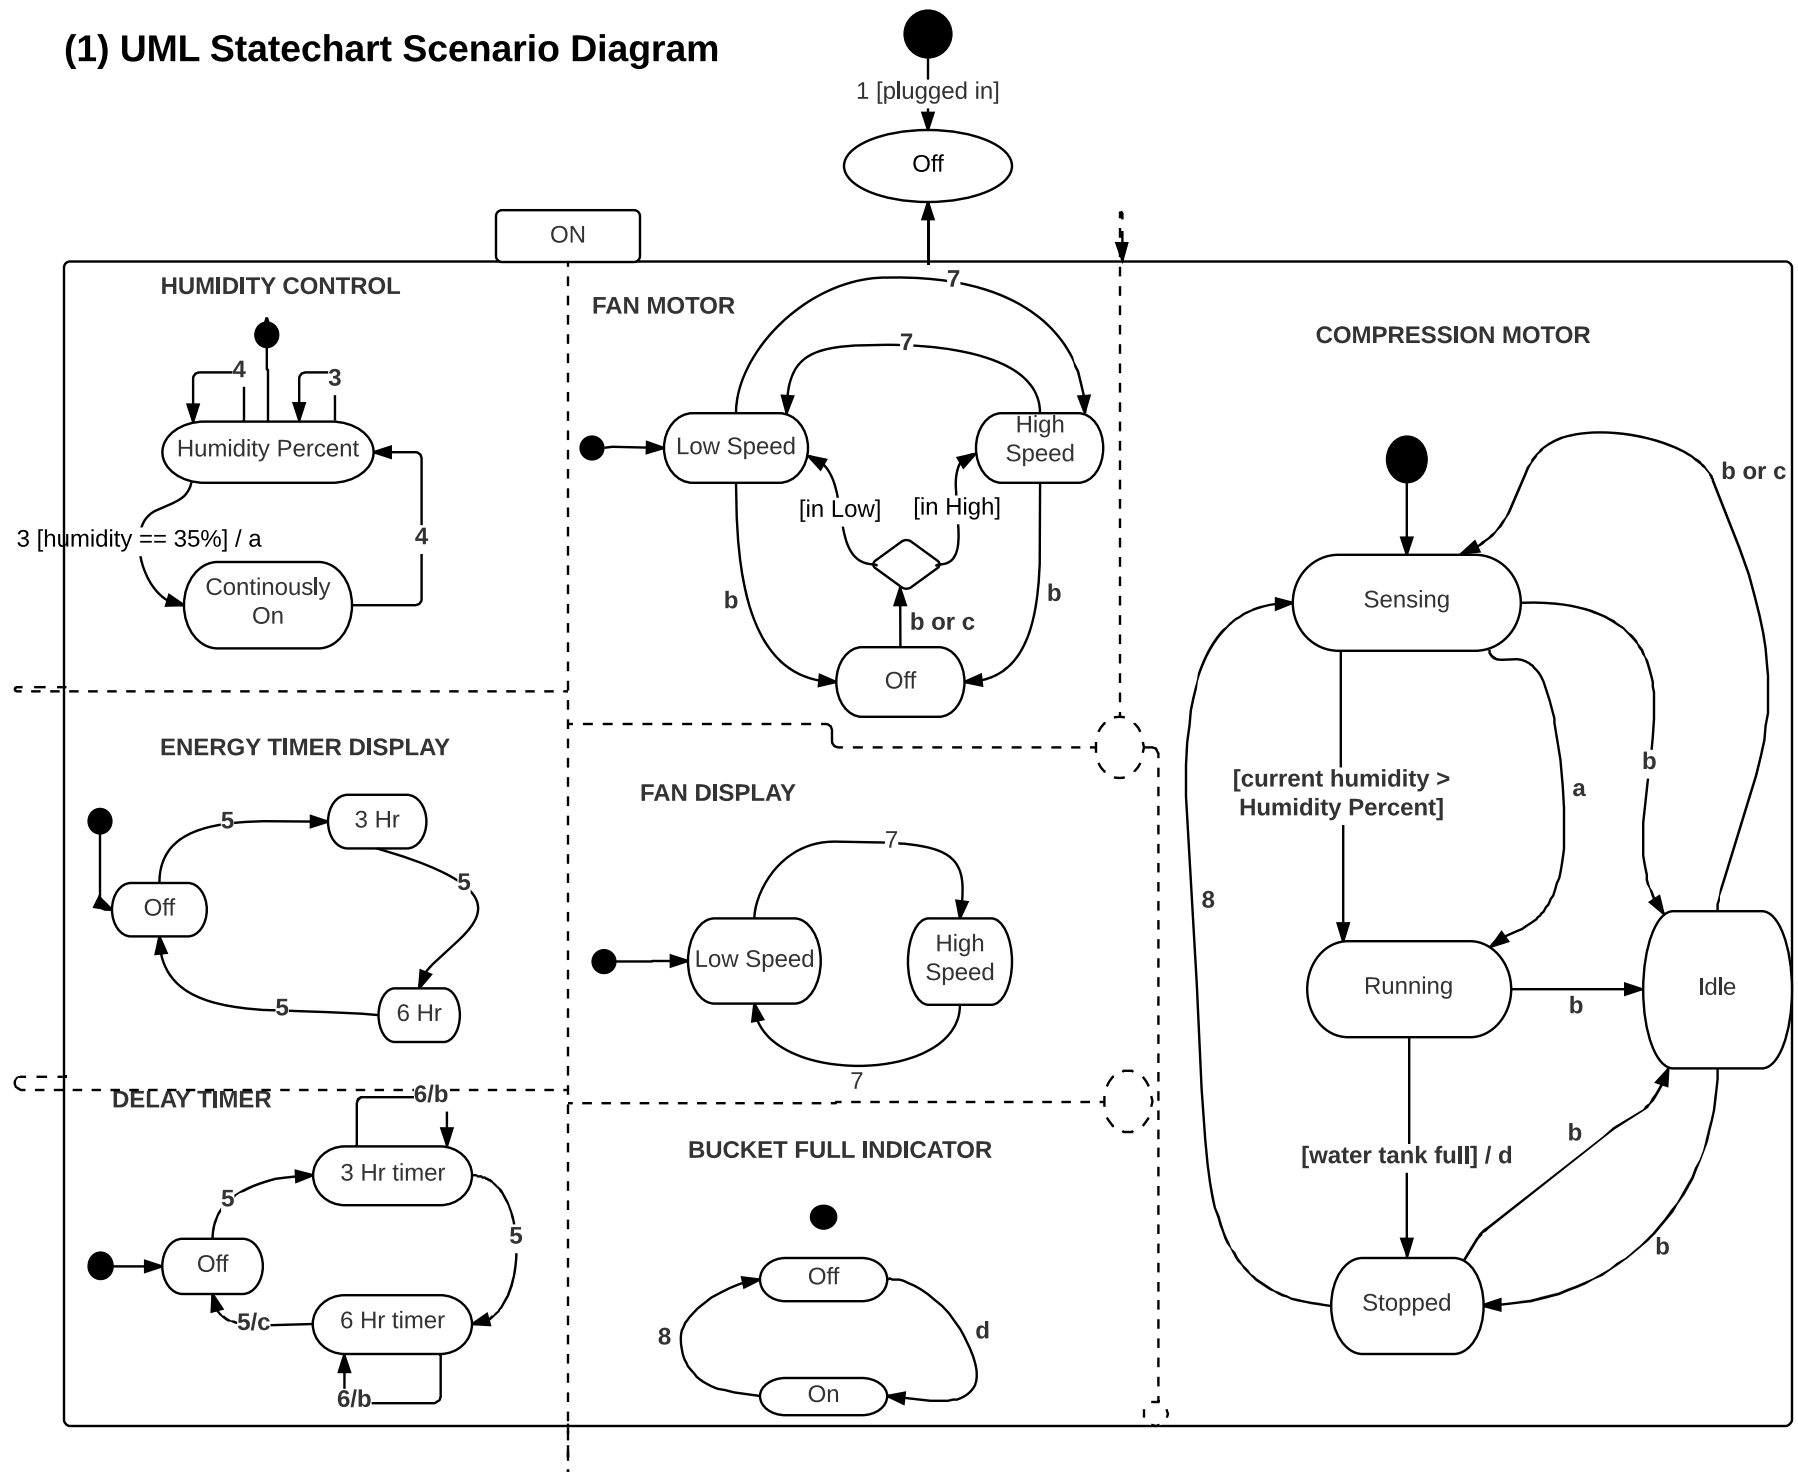 (1) UML Statechart Scenario Diagram
1 [plugged in]
Off
ON
HUMIDITY CONTROL
4
3
Humidity Percent
3 [humidity == 35%] / a
4
Continously
On
FAN MOTOR
7
7
Low Speed
High
Speed
[in Low]
[in High]
b
b
b or c
Off
COMPRESSION MOTOR
b or c
Sensing
b
[current humidity >
Humidity Percent]
a
8
Running
b
Idle
[water tank full] / d
b
b
Stopped
ENERGY TIMER DISPLAY
5
3 Hr
5
Off
5
6 Hr
FAN DISPLAY
7
Low Speed
High
Speed
7
DELAY TIMER
6/b
3 Hr timer
5
5
Off
5/c
6 Hr timer
6/b
BUCKET FULL INDICATOR
Off
8
d
On